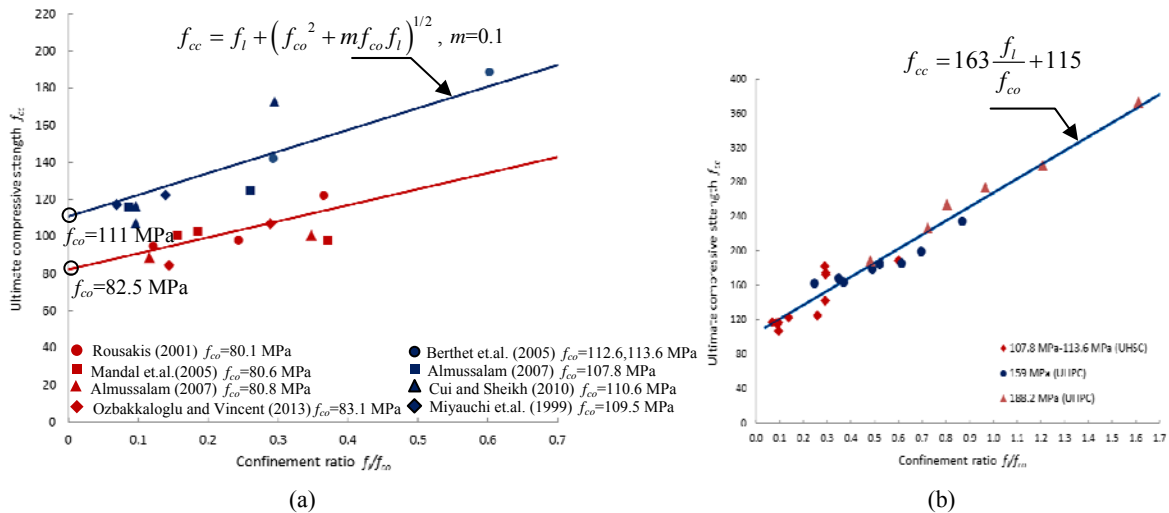 f_cc = f_l + (f_co² + mf_co f_l)^1/2 , m=0.1
Ultimate compressive sttength f_cc
220
200
180
160
140
120
100
80
60
40
20
0
f_co=111 MPa
f_co=82.5 MPa
Rousakis (2001) f_co=80.1 MPa
Mandal et.al.(2005) f_co=80.6 MPa
Almussalam (2007) f_co=80.8 MPa
Ozbakkaloglu and Vincent (2013) f_co=83.1 MPa
Berthet et.al. (2005) f_co=112.6,113.6 MPa
Almussalam (2007) f_co=107.8 MPa
Cui and Sheikh (2010) f_co=110.6 MPa
Miyauchi et.al. (1999) f_co=109.5 MPa
0 0.1 0.2 0.3 0.4 0.5 0.6 0.7
Confinement ratio f_l/f_co
(a)
f_cc = 163 f_l/f_co +115
Ultimate compressive sttength f_cc
400
360
320
280
240
200
160
120
80
40
0
107.8 MPa-113.6 MPa (UHSC)
159 MPa (UHPC)
188.2 MPa (UHPC)
0.0 0.1 0.2 0.3 0.4 0.5 0.6 0.7 0.8 0.9 1.0 1.1 1.2 1.3 1.4 1.5 1.6 1.7
Confinement ratio f_l/f_co
(b)